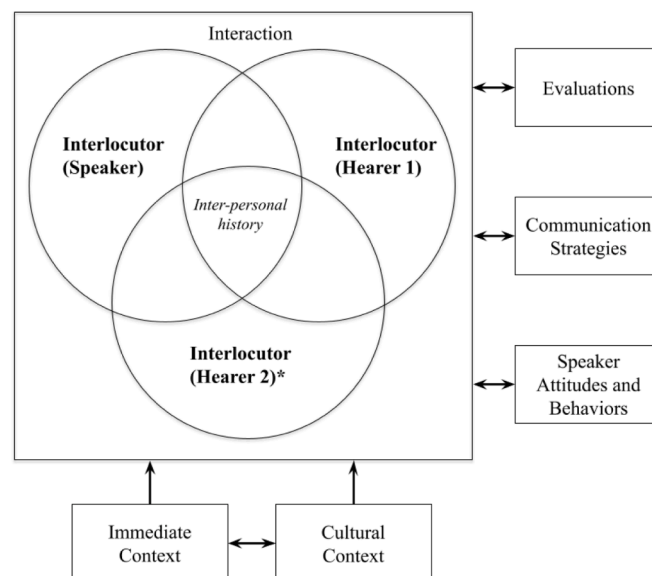 Interaction
Interlocutor
(Speaker)
Interlocutor
(Hearer 1)
Inter-personal
history
Interlocutor
(Hearer 2)*
Evaluations
Communication
Strategies
Speaker
Attitudes and
Behaviors
Immediate
Context
Cultural
Context